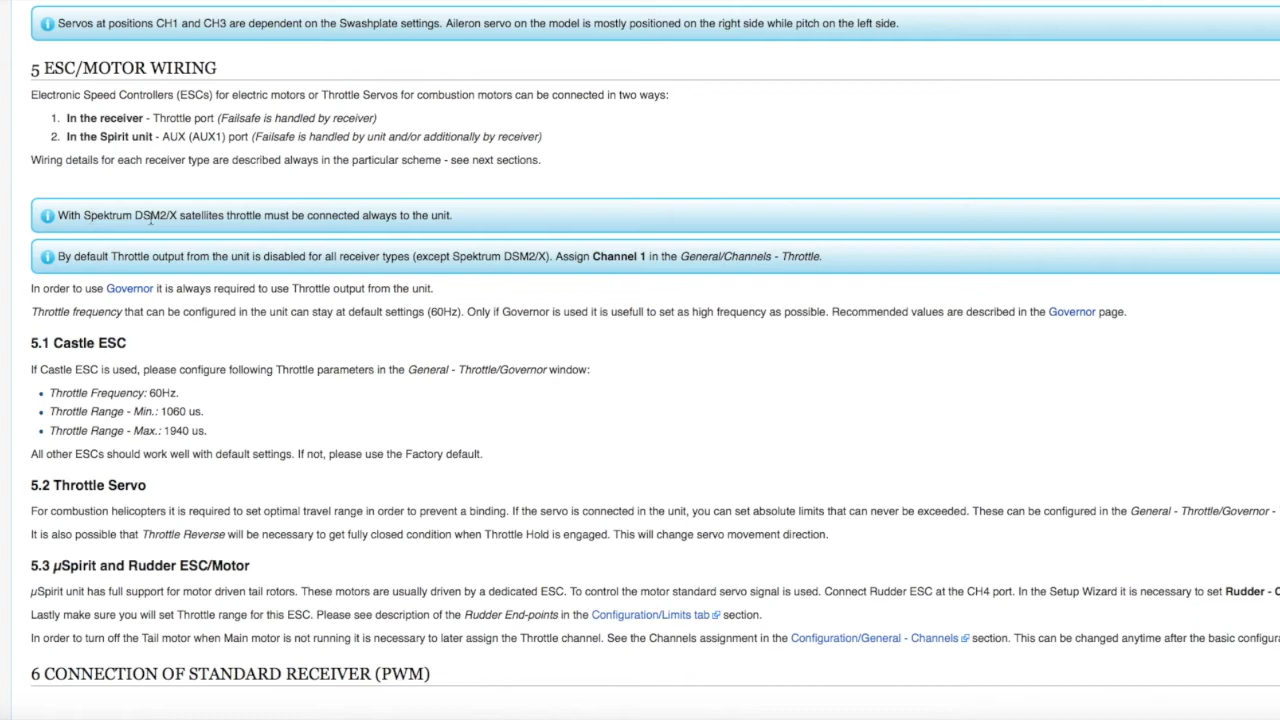 Servos at positions CH1 and CH3 are dependent on the Swashplate settings. Aileron servo on the model is mostly positioned on the right side while pitch on the left side.
5 ESC/MOTOR WIRING
Electronic Speed Controllers (ESCs) for electric motors or Throttle Servos for combustion motors can be connected in two ways:
1. In the receiver - Throttle port (Failsafe is handled by receiver)
2. In the Spirit unit - AUX (AUX1) port (Failsafe is handled by unit and/or additionally by receiver)
Wiring details for each receiver type are described always in the particular scheme - see next sections.
With Spektrum DSM2/X satellites throttle must be connected always to the unit.
By default Throttle output from the unit is disabled for all receiver types (except Spektrum DSM2/X). Assign Channel 1 in the General/Channels - Throttle.
In order to use Governor it is always required to use Throttle output from the unit.
Throttle frequency that can be configured in the unit can stay at default settings (60Hz). Only if Governor is used it is usefull to set as high frequency as possible. Recommended values are described in the Governor page.
5.1 Castle ESC
If Castle ESC is used, please configure following Throttle parameters in the General - Throttle/Governor window:
• Throttle Frequency: 60Hz.
• Throttle Range - Min.: 1060 us.
• Throttle Range - Max.: 1940 us.
All other ESCs should work well with default settings. If not, please use the Factory default.
5.2 Throttle Servo
For combustion helicopters it is required to set optimal travel range in order to prevent a binding. If the servo is connected in the unit, you can set absolute limits that can never be exceeded. These can be configured in the General - Throttle/Governor -
It is also possible that Throttle Reverse will be necessary to get fully closed condition when Throttle Hold is engaged. This will change servo movement direction.
5.3 µSpirit and Rudder ESC/Motor
µSpirit unit has full support for motor driven tail rotors. These motors are usually driven by a dedicated ESC. To control the motor standard servo signal is used. Connect Rudder ESC at the CH4 port. In the Setup Wizard it is necessary to set Rudder -
Lastly make sure you will set Throttle range for this ESC. Please see description of the Rudder End-points in the Configuration/Limits tab section.
In order to turn off the Tail motor when Main motor is not running it is necessary to later assign the Throttle channel. See the Channels assignment in the Configuration/General - Channels section. This can be changed anytime after the basic
6 CONNECTION OF STANDARD RECEIVER (PWM)